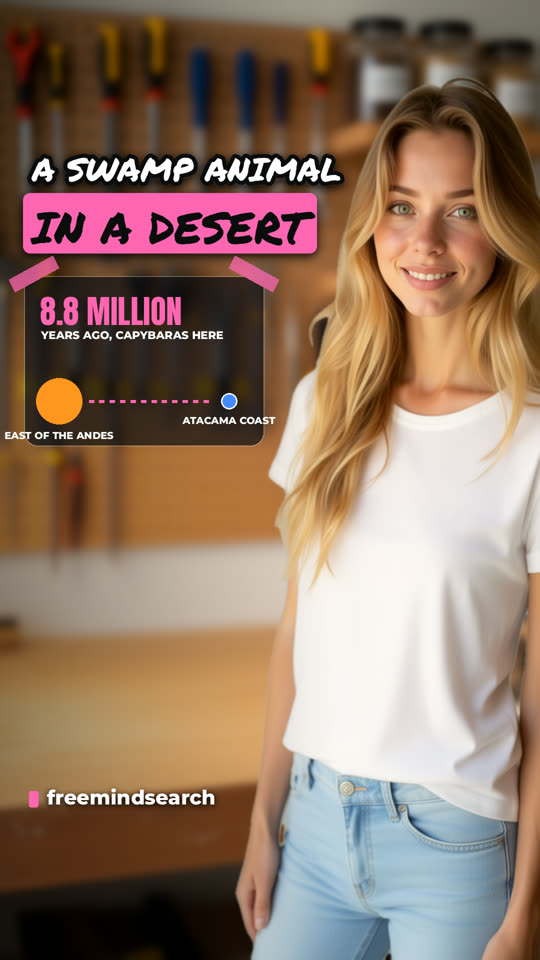 A SWAMP ANIMAL
IN A DESERT
8.8 MILLION
YEARS AGO, CAPYBARAS HERE
ATACAMA COAST
EAST OF THE ANDES
freemindsearch